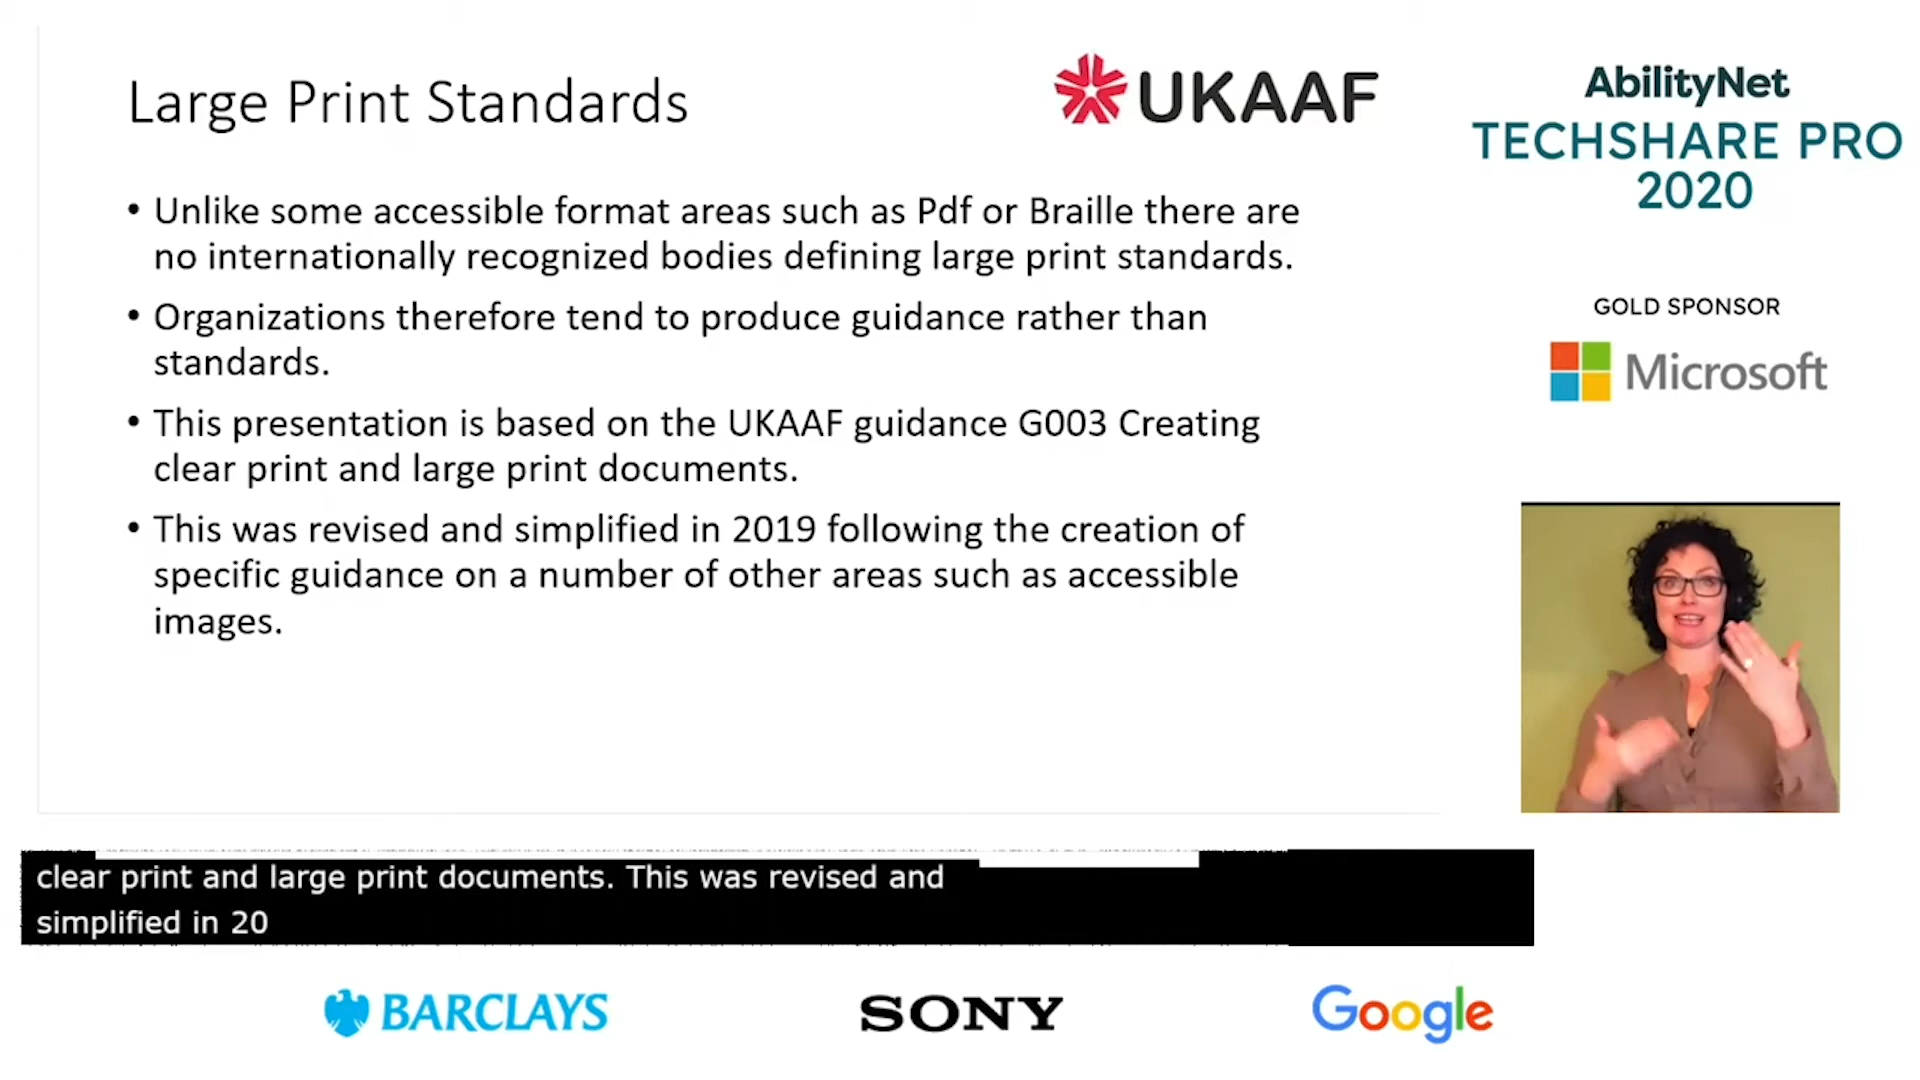 Large Print Standards
UKAAF
• Unlike some accessible format areas such as Pdf or Braille there are
no internationally recognized bodies defining large print standards.
• Organizations therefore tend to produce guidance rather than
standards.
• This presentation is based on the UKAAF guidance G003 Creating
clear print and large print documents.
• This was revised and simplified in 2019 following the creation of
specific guidance on a number of other areas such as accessible
images.
AbilityNet
TECHSHARE PRO
2020
GOLD SPONSOR
Microsoft
clear print and large print documents. This was revised and
simplified in 20
BARCLAYS
SONY
Google